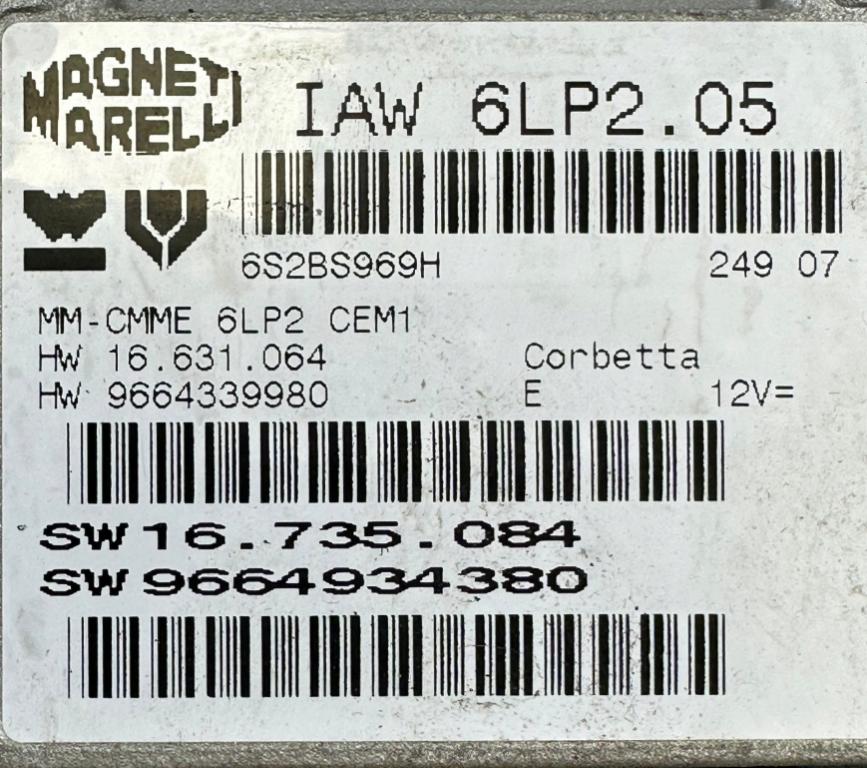 MAGNETI
MARELLI
IAW 6LP2.05
6S2BS969H 249 07
MM-CMME 6LP2 CEM1
HW 16.631.064 Corbetta
HW 9664339980 E 12V=
SW 16.735.084
SW 9664934380